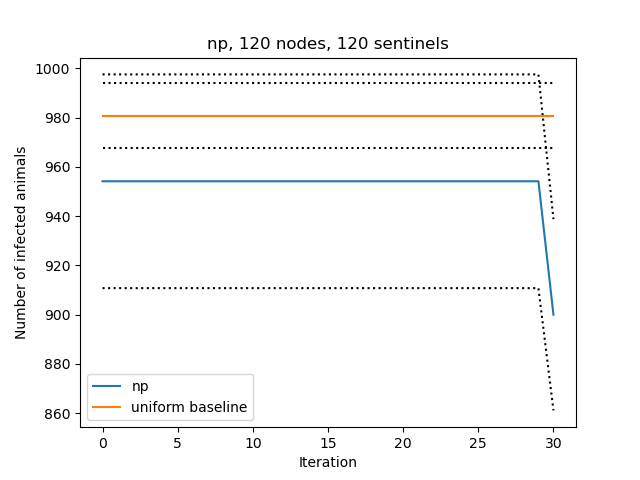 np, 120 nodes, 120 sentinels
Number of infected animals
1000
980
960
940
920
900
880
860
np
uniform baseline
0 5 10 15 20 25 30
Iteration